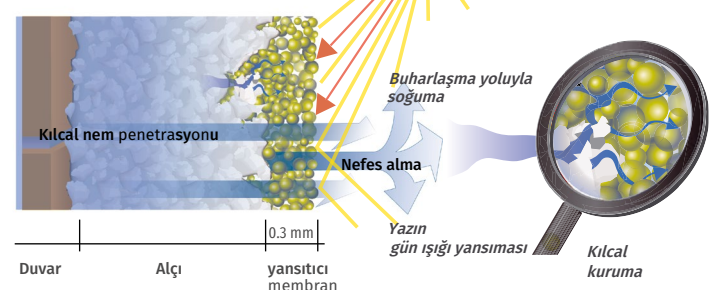 Buharlaşma yoluyla
soğuma
Kılcal nem penetrasyonu
Nefes alma
Yazın
gün ışığı yansıması
0.3 mm
Kılcal
kuruma
Duvar
Alçı
yansıtıcı
membran